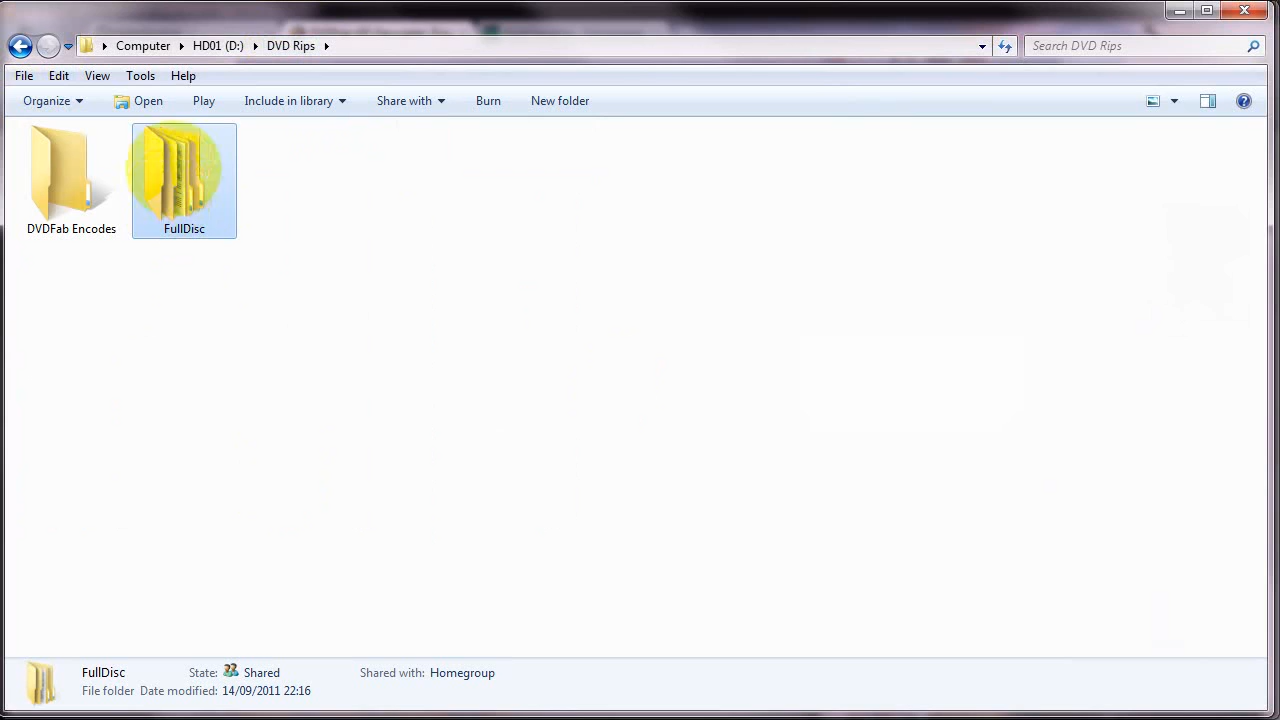 Computer HD01 (D:) DVD Rips Search DVD Rips
File Edit View Tools Help
Organize Open Play Include in library Share with Burn New folder
DVDFab Encodes FullDisc
FullDisc State: Shared Shared with: Homegroup
File folder Date modified: 14/09/2011 22:16